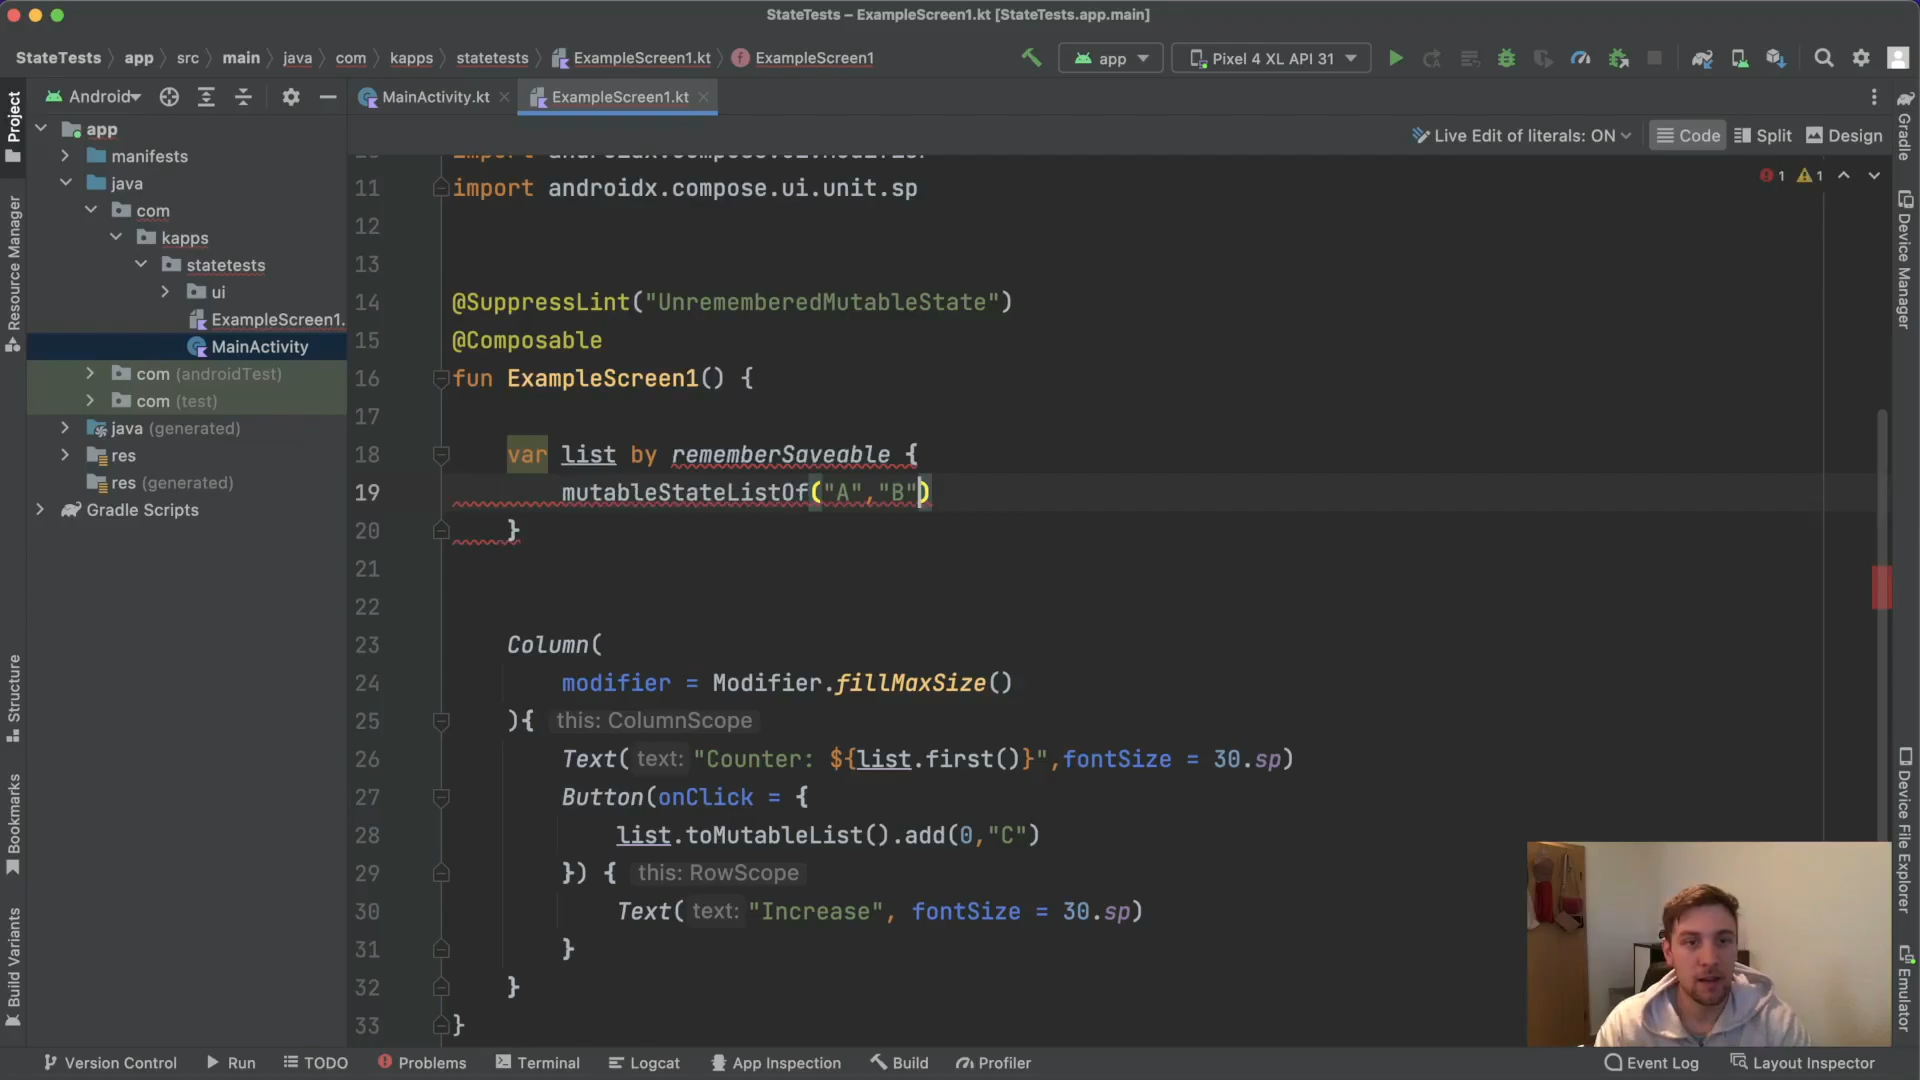 StateTests – ExampleScreen1.kt [StateTests.app.main]
StateTests app src main java com kapps statetests ExampleScreen1.kt ExampleScreen1 app Pixel 4 XL API 31
Project
Android
MainActivity.kt
ExampleScreen1.kt
Gradle
app
manifests
java
com
kapps
statetests
ui
ExampleScreen1.
MainActivity
com (androidTest)
com (test)
java (generated)
res
res (generated)
Gradle Scripts
Resource Manager
Structure
Bookmarks
Build Variants
Live Edit of literals: ON
Code
Split
Design
1 1
11 import androidx.compose.ui.unit.sp
12
13
14 @SuppressLint("UnrememberedMutableState")
15 @Composable
16 fun ExampleScreen1() {
17
18 var list by rememberSaveable {
19 mutableStateListOf("A","B")
20 }
21
22
23 Column(
24 modifier = Modifier.fillMaxSize()
25 ){ this: ColumnScope
26 Text( text: "Counter: ${list.first()}",fontSize = 30.sp)
27 Button(onClick = {
28 list.toMutableList().add(0,"C")
29 }) { this: RowScope
30 Text( text: "Increase", fontSize = 30.sp)
31 }
32 }
33 }
Device Manager
Device File Explorer
Emulator
Version Control
Run
TODO
Problems
Terminal
Logcat
App Inspection
Build
Profiler
Event Log
Layout Inspector